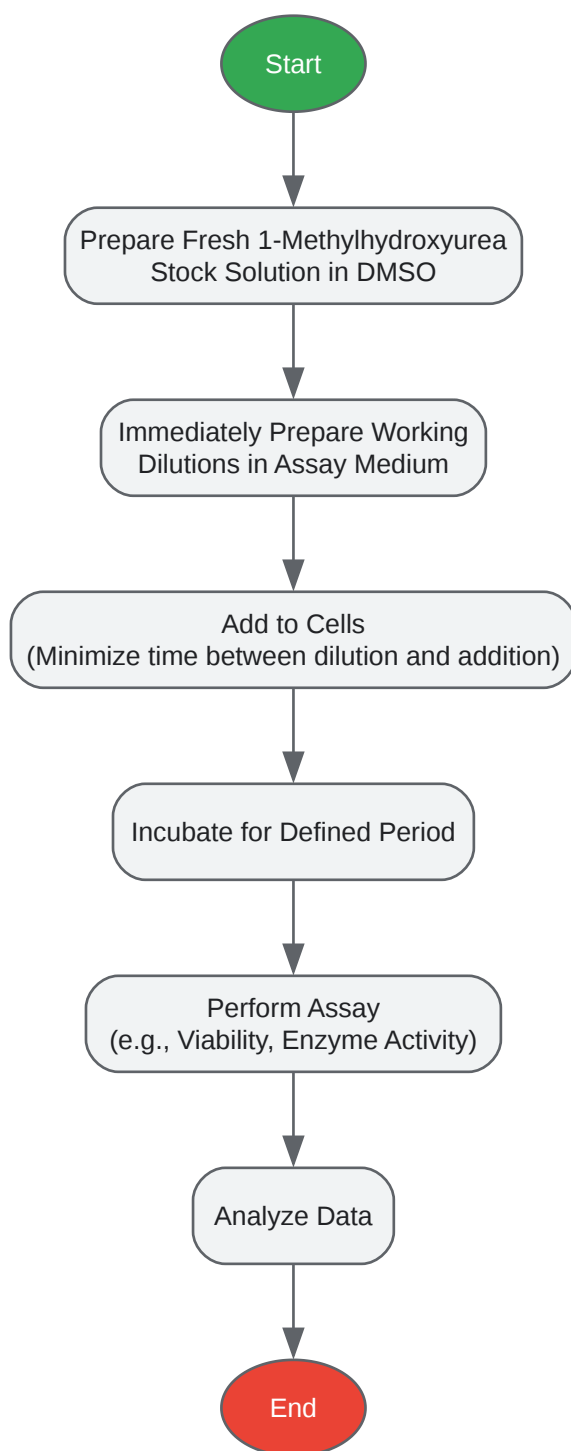 Start
Prepare Fresh 1-Methylhydroxyurea
Stock Solution in DMSO
Immediately Prepare Working
Dilutions in Assay Medium
Add to Cells
(Minimize time between dilution and addition)
Incubate for Defined Period
Perform Assay
(e.g., Viability, Enzyme Activity)
Analyze Data
End